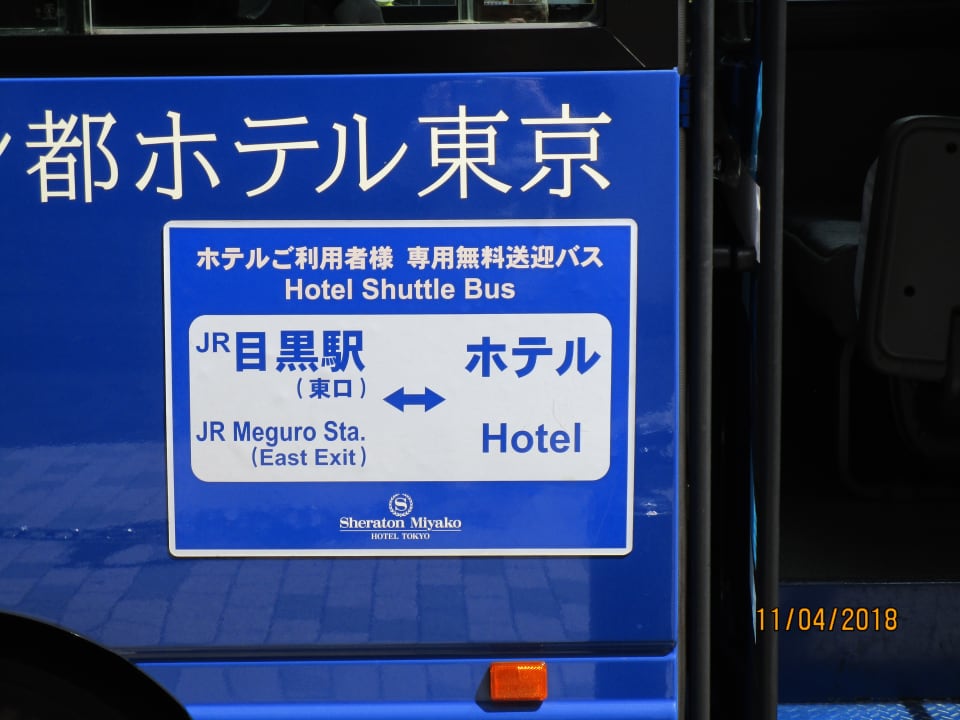 都ホテル東京
ホテルご利用者様 専用無料送迎バス
Hotel Shuttle Bus
JR目黒駅
(東口)
JR Meguro Sta.
(East Exit)
ホテル
Hotel
S
Sheraton Miyako
HOTEL TOKYO
11/04/2018